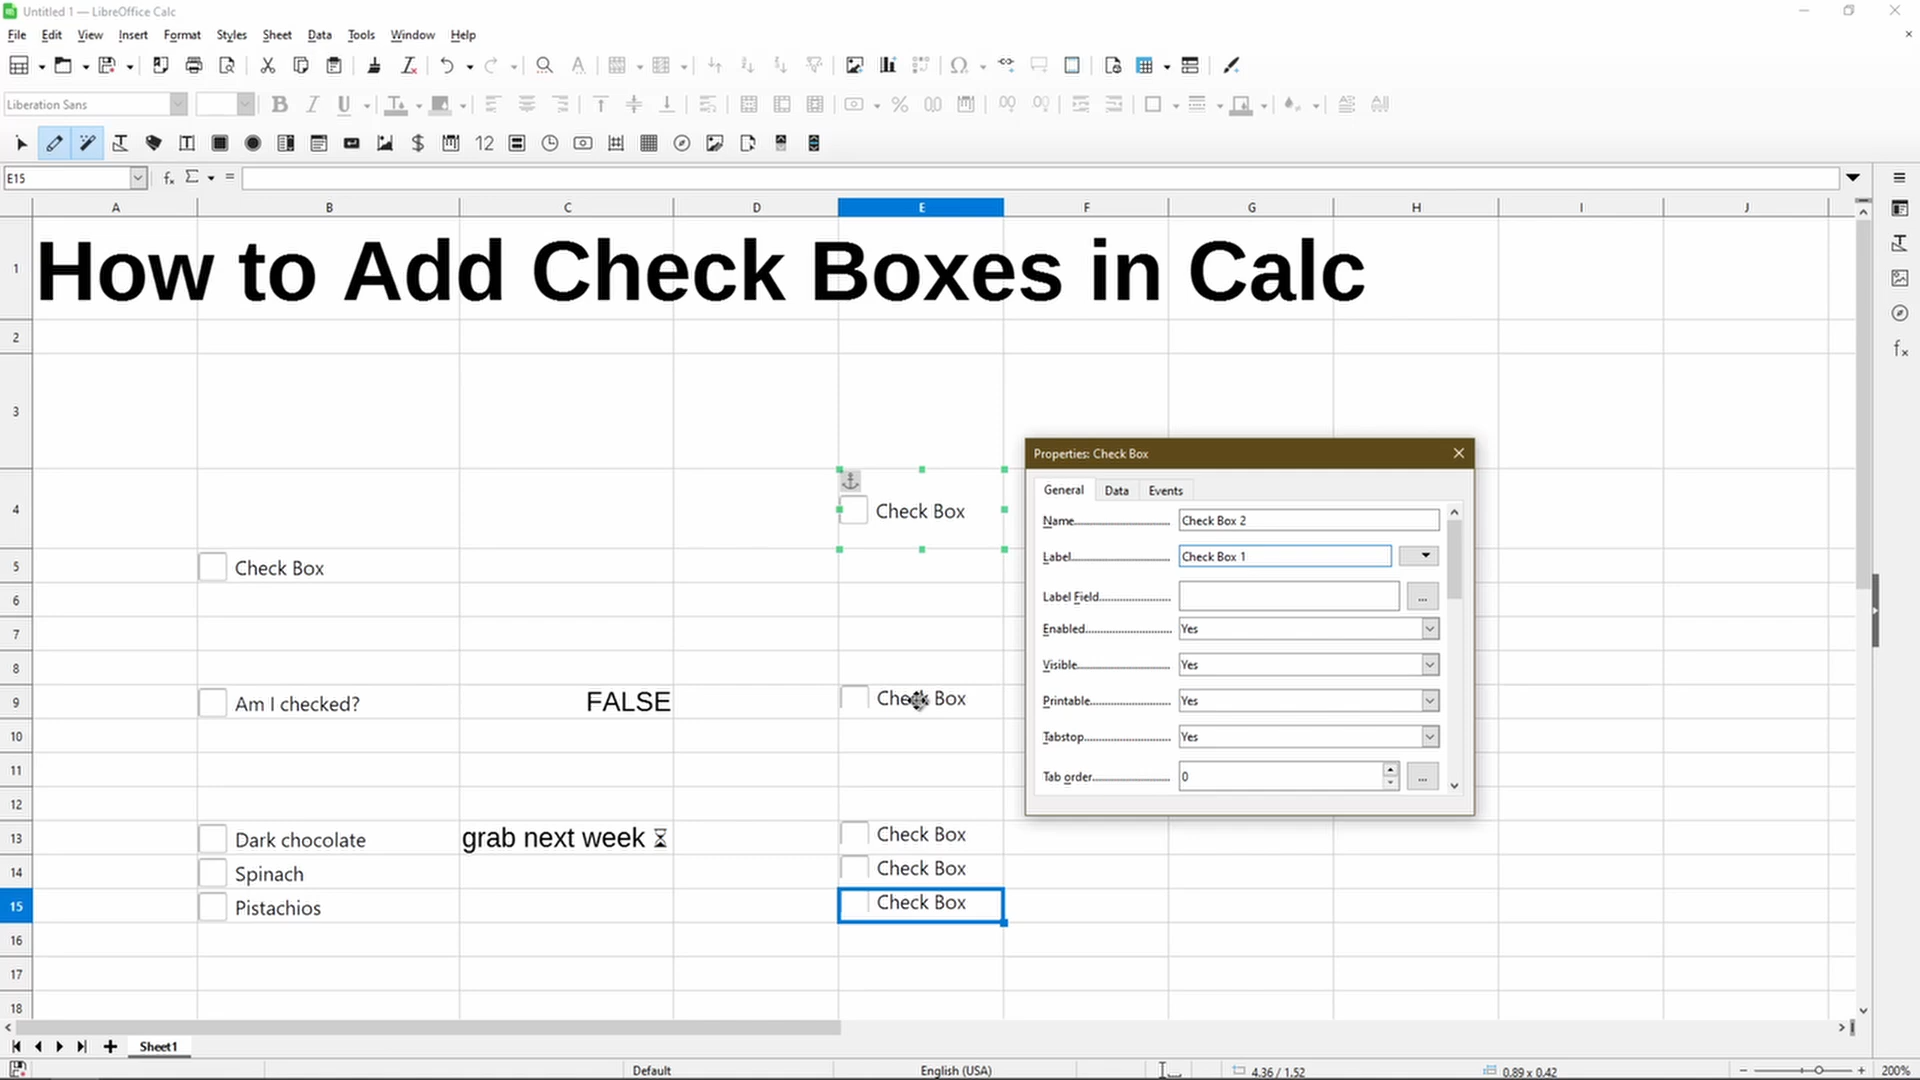 Untitled 1 — LibreOffice Calc
File Edit View Insert Format Styles Sheet Data Tools Window Help
Liberation Sans
12
E15
A B C D E F G H I J
1 How to Add Check Boxes in Calc
2
3
4 Check Box
5 Check Box
6
7
8
9 Am I checked? FALSE Check Box
10
11
12
13 Dark chocolate grab next week ⌛ Check Box
14 Spinach Check Box
15 Pistachios Check Box
16
17
18
Properties: Check Box
General Data Events
Name Check Box 2
Label Check Box 1
Label Field ...
Enabled Yes
Visible Yes
Printable Yes
Tabstop Yes
Tab order 0 ...
Sheet1
Default English (USA) 4.36 / 1.52 0.89 x 0.42 200%